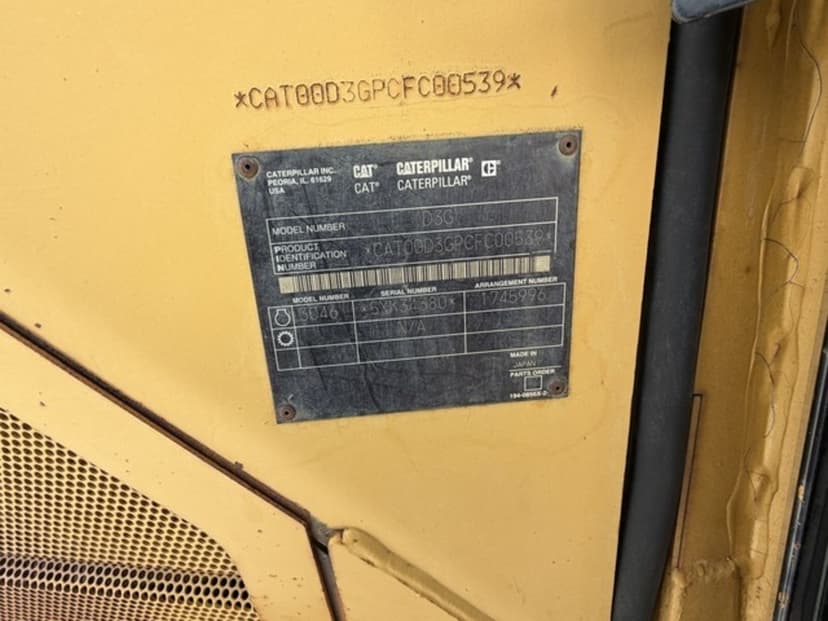 *CAT00D3GPCFC00539*
CATERPILLAR INC. CAT® CATERPILLAR®
PEORIA, IL. 61629 CAT® CATERPILLAR®
USA
MODEL NUMBER D3G
PRODUCT IDENTIFICATION NUMBER *CAT00D3GPCFC00539*
MODEL NUMBER SERIAL NUMBER ARRANGEMENT NUMBER
3046 1745996
N/A
MADE IN
JAPAN
PARTS ORDER